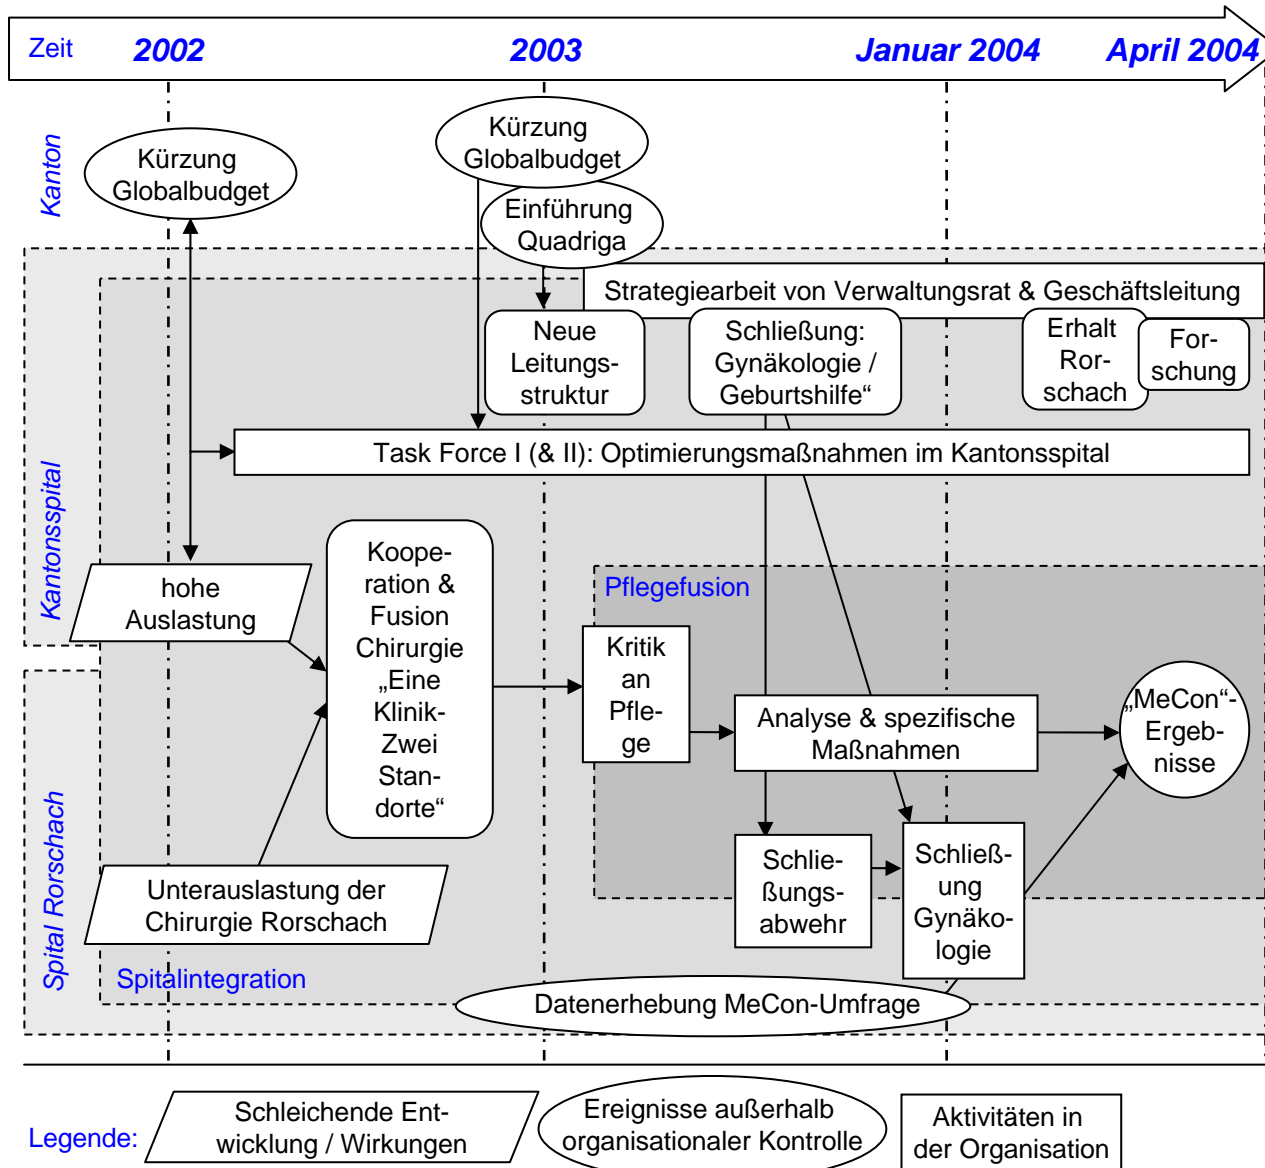 Zeit
2002
2003
Januar 2004
April 2004
Kanton
Kürzung
Globalbudget
Kürzung
Globalbudget
Einführung
Quadriga
Strategiearbeit von Verwaltungsrat & Geschäftsleitung
Neue
Leitungs-
struktur
Schließung:
Gynäkologie /
Geburtshilfe“
Erhalt
Ror-
schach
For-
schung
Kantonsspital
Task Force I (& II): Optimierungsmaßnahmen im Kantonsspital
hohe
Auslastung
Koope-
ration &
Fusion
Chirurgie
„Eine
Klinik-
Zwei
Stan-
dorte“
Pflegefusion
Kritik
an
Pfle-
ge
Analyse & spezifische
Maßnahmen
„MeCon“-
Ergeb-
nisse
Spital Rorschach
Unterauslastung der
Chirurgie Rorschach
Schlie-
ßungs-
abwehr
Schließ-
ung
Gynäko-
logie
Spitalintegration
Datenerhebung MeCon-Umfrage
Legende:
Schleichende Ent-
wicklung / Wirkungen
Ereignisse außerhalb
organisationaler Kontrolle
Aktivitäten in
der Organisation